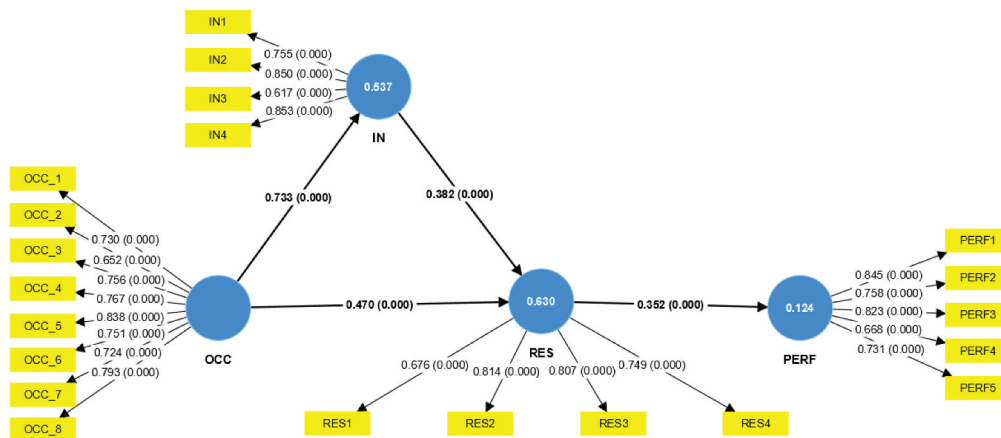 IN1
IN2
IN3
IN4
0.755 (0.000)
0.850 (0.000)
0.617 (0.000)
0.853 (0.000)
0.537
IN
0.733 (0.000)
0.382 (0.000)
OCC_1
OCC_2
OCC_3
OCC_4
OCC_5
OCC_6
OCC_7
OCC_8
0.730 (0.000)
0.652 (0.000)
0.756 (0.000)
0.767 (0.000)
0.838 (0.000)
0.751 (0.000)
0.724 (0.000)
0.793 (0.000)
OCC
0.470 (0.000)
0.630
RES
0.352 (0.000)
0.124
PERF
0.845 (0.000)
0.758 (0.000)
0.823 (0.000)
0.668 (0.000)
0.731 (0.000)
PERF1
PERF2
PERF3
PERF4
PERF5
0.676 (0.000)
0.814 (0.000)
0.807 (0.000)
0.749 (0.000)
RES1
RES2
RES3
RES4